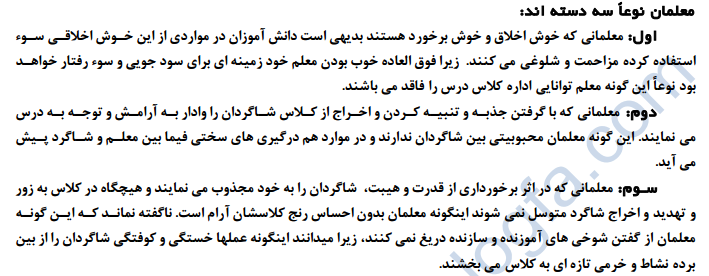 معلمان نوعاً سه دسته اند:
اول: معلمانی که خوش اخلاق و خوش برخورد هستند بدیهی است دانش آموزان در مواردی از این خوش اخلاقی سوء
استفاده کرده مزاحمت و شلوغی می کنند. زیرا فوق العاده خوب بودن معلم خود زمینه ای برای سود جویی و سوء رفتار خواهد
بود نوعاً این گونه معلم توانایی اداره کلاس درس را فاقد می باشند.
دوم: معلمانی که با گرفتن جذبه و تنبیه کردن و اخراج از کلاس شاگردان را وادار به آرامش و توجه به درس
می نمایند. این گونه معلمان محبوبیتی بین شاگردان ندارند و در موارد هم درگیری های سختی فیما بین معلم و شاگرد پیش
می آید.
سوم: معلمانی که در اثر برخورداری از قدرت و هیبت، شاگردان را به خود مجذوب می نمایند و هیچگاه در کلاس به زور
و تهدید و اخراج شاگرد متوسل نمی شوند اینگونه معلمان بدون احساس رنج کلاسشان آرام است. ناگفته نماند که این گونه
معلمان از گفتن شوخی های آموزنده و سازنده دریغ نمی کنند، زیرا میدانند اینگونه عملها خستگی و کوفتگی شاگردان را از بین
برده نشاط و خرمی تازه ای به کلاس می بخشند.
logfa.com